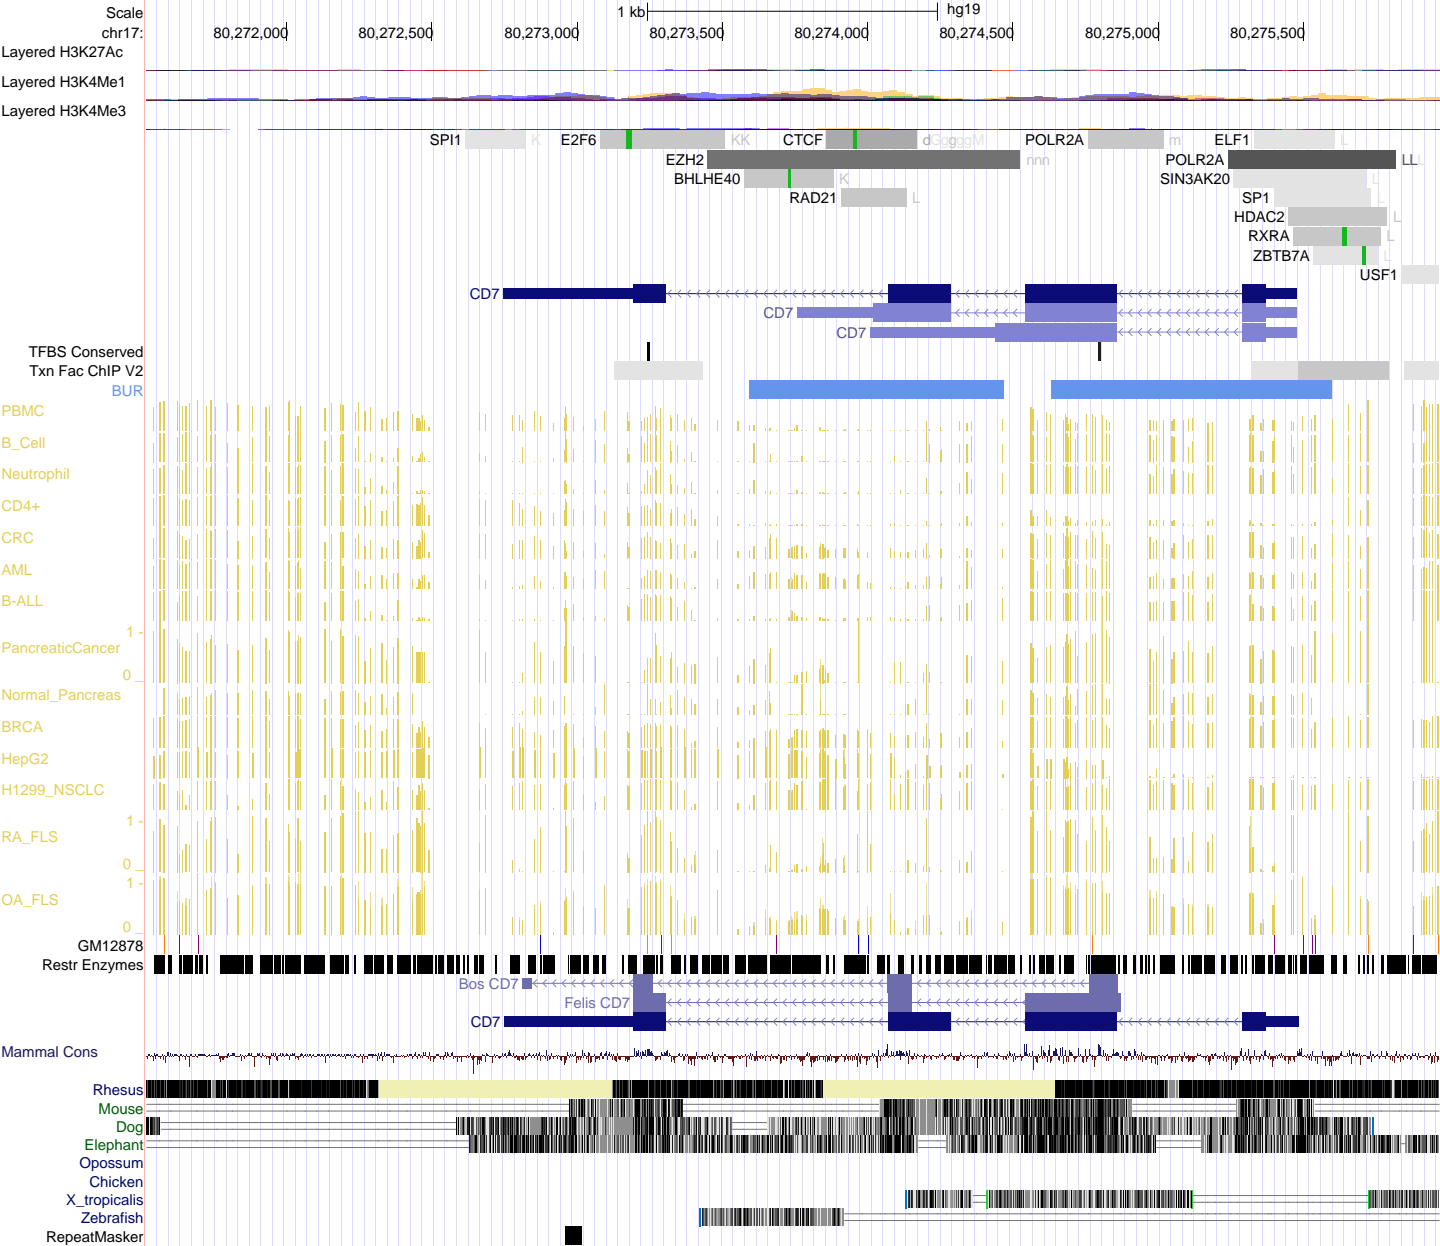 Scale 1 kb hg19
chr17: 80,272,000 80,272,500 80,273,000 80,273,500 80,274,000 80,274,500 80,275,000 80,275,500
Layered H3K27Ac
Layered H3K4Me1
Layered H3K4Me3
SPI1 K E2F6 KK CTCF POLR2A m ELF1 L
EZH2 nnn POLR2A LLL
BHLHE40 K SIN3AK20 L
RAD21 L SP1 L
HDAC2 L
RXRA L
ZBTB7A L
USF1
CD7
CD7
CD7
TFBS Conserved
Txn Fac ChIP V2
BUR
PBMC
B_Cell
Neutrophil
CD4+
CRC
AML
B-ALL
1 -
PancreaticCancer
0 _
Normal_Pancreas
BRCA
HepG2
H1299_NSCLC
1 -
RA_FLS
0 _
1 -
OA_FLS
0 _
GM12878
Restr Enzymes
Bos CD7
Felis CD7
CD7
Mammal Cons
Rhesus
Mouse
Dog
Elephant
Opossum
Chicken
X_tropicalis
Zebrafish
RepeatMasker